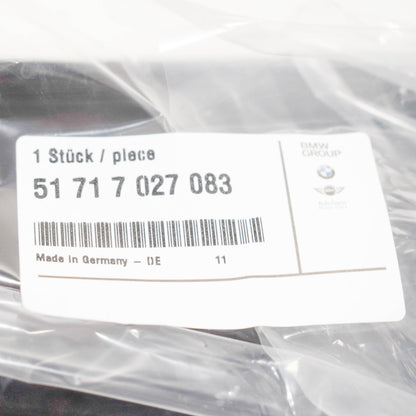 1 Stück / piece
51 71 7 027 083
Made in Germany – DE 11
BMW
GROUP